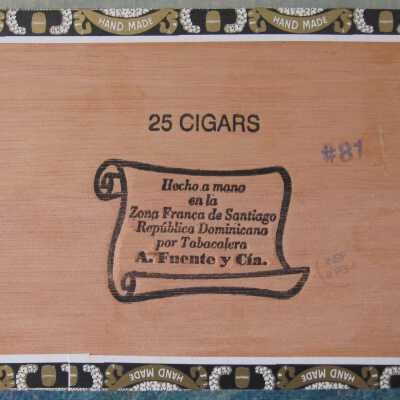 HAND MADE HAND MADE
25 CIGARS
#81
Hecho a mano
en la
Zona Franca de Santiago
República Dominicana
por Tabacalera
A. Fuente y Cía.
HAND MADE HAND MADE